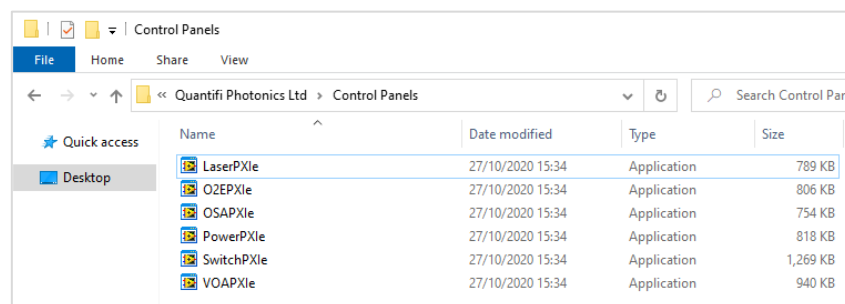 Control Panels
File Home Share View
« Quantifi Photonics Ltd > Control Panels Search Control Par
Quick access
Desktop
Name Date modified Type Size
LaserPXIe 27/10/2020 15:34 Application 789 KB
O2EPXIe 27/10/2020 15:34 Application 806 KB
OSAPXIe 27/10/2020 15:34 Application 754 KB
PowerPXIe 27/10/2020 15:34 Application 818 KB
SwitchPXIe 27/10/2020 15:34 Application 1,269 KB
VOAPXIe 27/10/2020 15:34 Application 940 KB